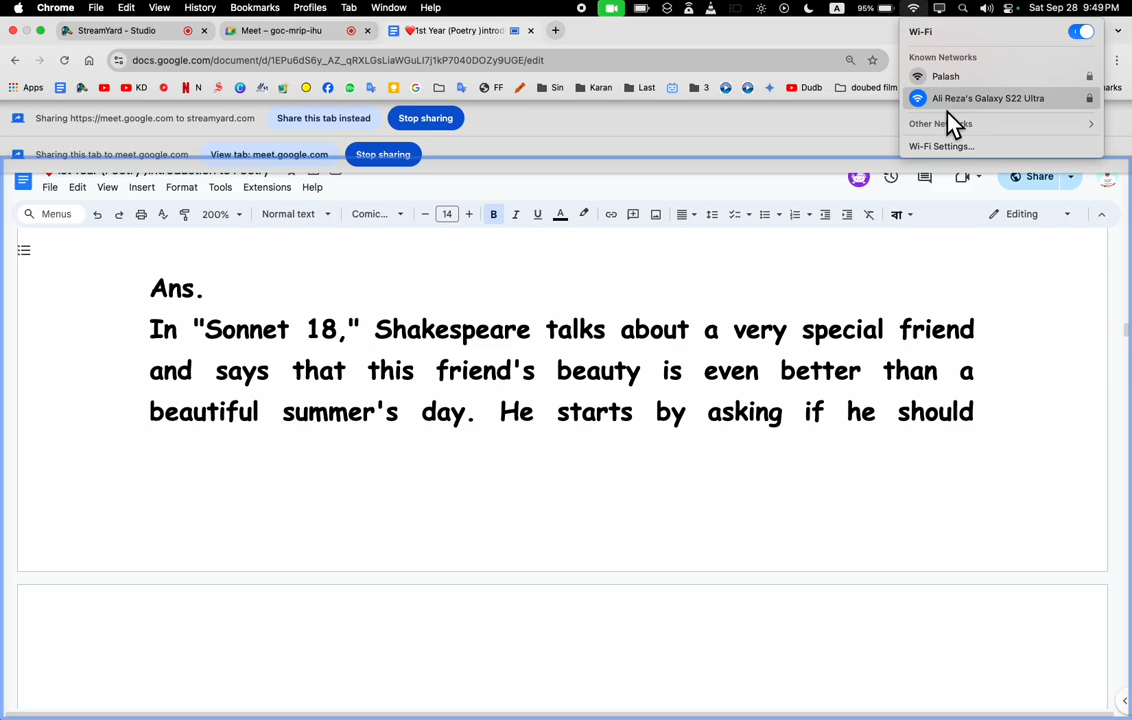 Chrome File Edit View History Bookmarks Profiles Tab Window Help A 95% Sat Sep 28 9:49 PM
StreamYard - Studio
Meet – goc-mrip-ihu
1st Year (Poetry )introd
docs.google.com/document/d/1EPu6dS6y_AZ_qRXLGsLiaWGuLI7j1kP7040DOZy9UGE/edit
Apps KD N FF Sin Karan Last 3 Dudb doubed film
Sharing https://meet.google.com to streamyard.com Share this tab instead Stop sharing
Sharing this tab to meet.google.com View tab: meet.google.com Stop sharing
Wi-Fi
Known Networks
Palash
Ali Reza's Galaxy S22 Ultra
Wi-Fi Settings...
Share
File Edit View Insert Format Tools Extensions Help
Menus 200% Normal text Comic... – 14 + B I U A বা Editing
Ans.
In "Sonnet 18," Shakespeare talks about a very special friend
and says that this friend's beauty is even better than a
beautiful summer's day. He starts by asking if he should